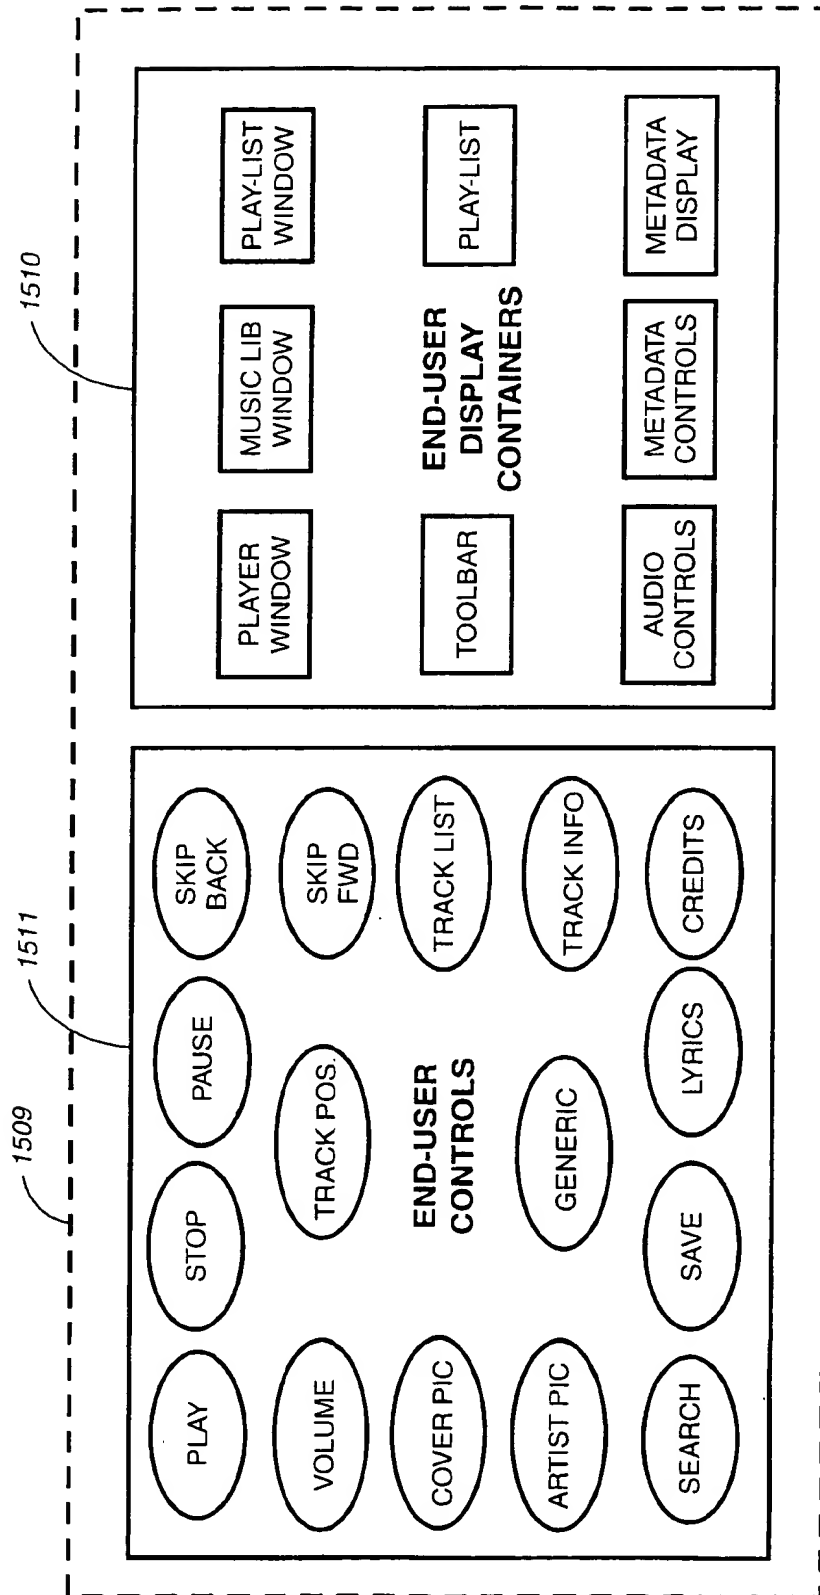 1509
1511
1510
PLAY
STOP
PAUSE
SKIP
BACK
VOLUME
TRACK POS.
SKIP
FWD
COVER PIC
END-USER
CONTROLS
TRACK LIST
ARTIST PIC
GENERIC
TRACK INFO
SEARCH
SAVE
LYRICS
CREDITS
PLAYER
WINDOW
MUSIC LIB
WINDOW
PLAY-LIST
WINDOW
TOOLBAR
END-USER
DISPLAY
CONTAINERS
PLAY-LIST
AUDIO
CONTROLS
METADATA
CONTROLS
METADATA
DISPLAY